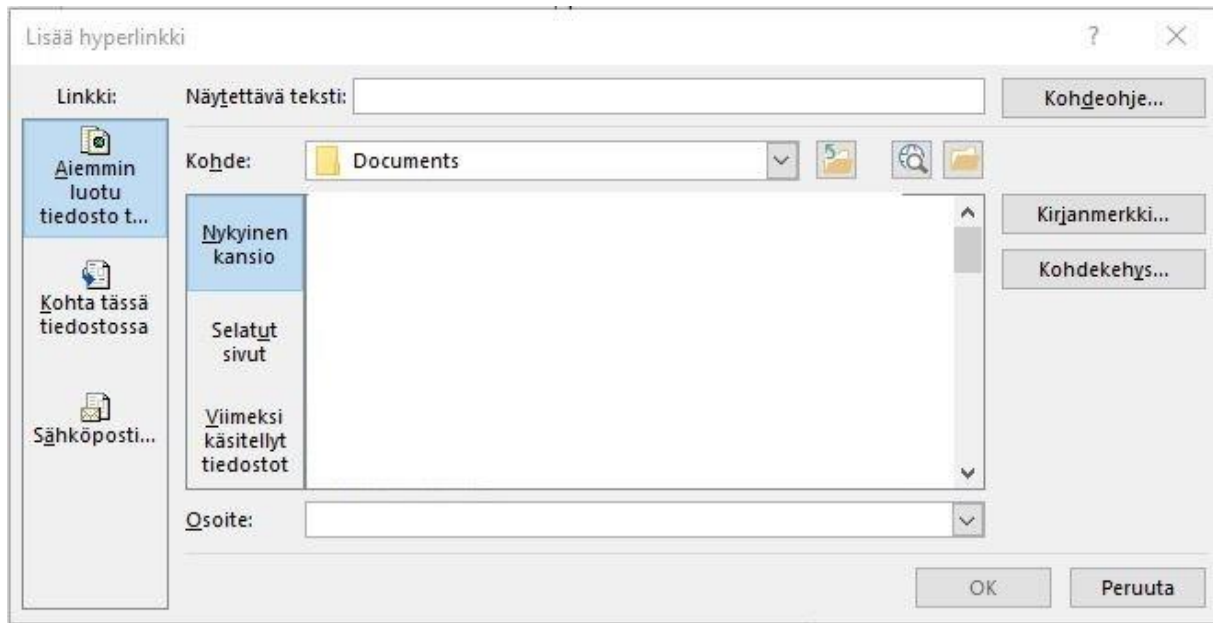 Lisää hyperlinkki ?
Linkki:
Näytettävä teksti:
Kohdeohje...
Aiemmin
luotu
tiedosto t...
Kohde:
Documents
Nykyinen
kansio
Kirjanmerkki...
Kohdekehys...
Kohta tässä
tiedostossa
Selatut
sivut
Sähköposti...
Viimeksi
käsitellyt
tiedostot
Osoite:
OK
Peruuta